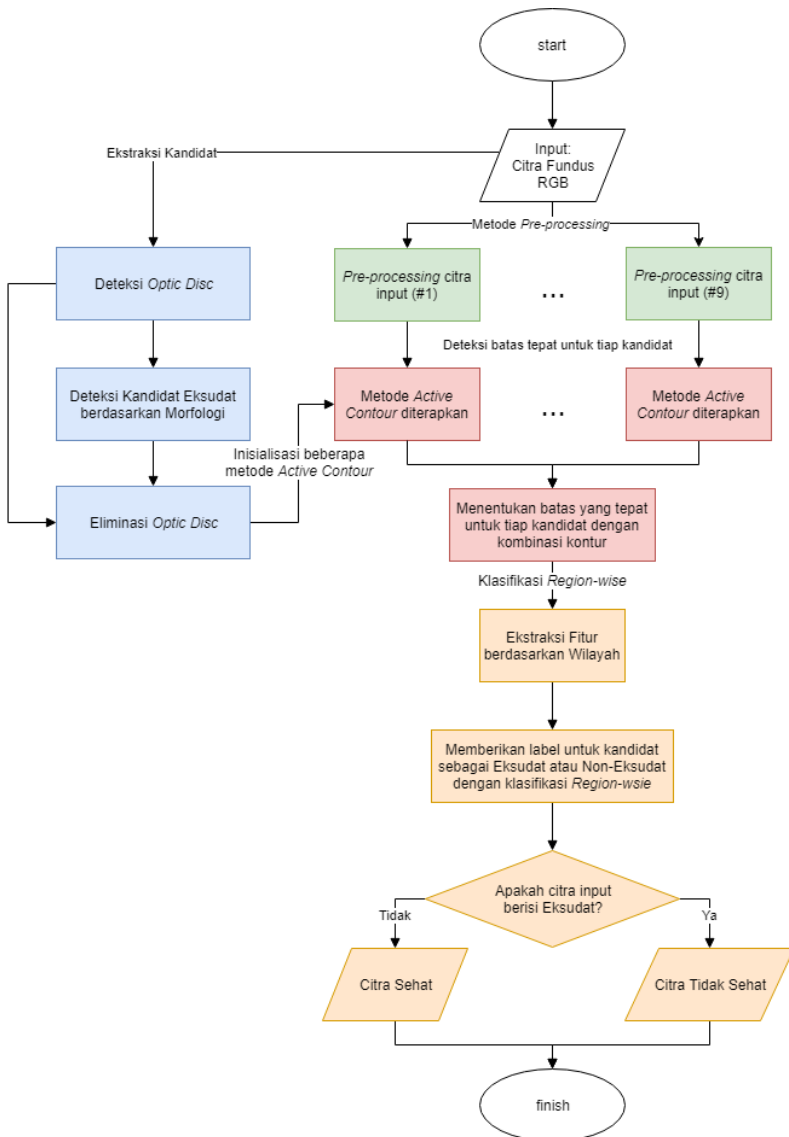 start
Ekstraksi Kandidat
Input:
Citra Fundus
RGB
Metode Pre-processing
Deteksi Optic Disc
Pre-processing citra
input (#1)
...
Pre-processing citra
input (#9)
Deteksi batas tepat untuk tiap kandidat
Deteksi Kandidat Eksudat
berdasarkan Morfologi
Metode Active
Contour diterapkan
...
Metode Active
Contour diterapkan
Inisialisasi beberapa
metode Active Contour
Eliminasi Optic Disc
Menentukan batas yang tepat
untuk tiap kandidat dengan
kombinasi kontur
Klasifikasi Region-wise
Ekstraksi Fitur
berdasarkan Wilayah
Memberikan label untuk kandidat
sebagai Eksudat atau Non-Eksudat
dengan klasifikasi Region-wsie
Apakah citra input
berisi Eksudat?
Tidak
Ya
Citra Sehat
Citra Tidak Sehat
finish